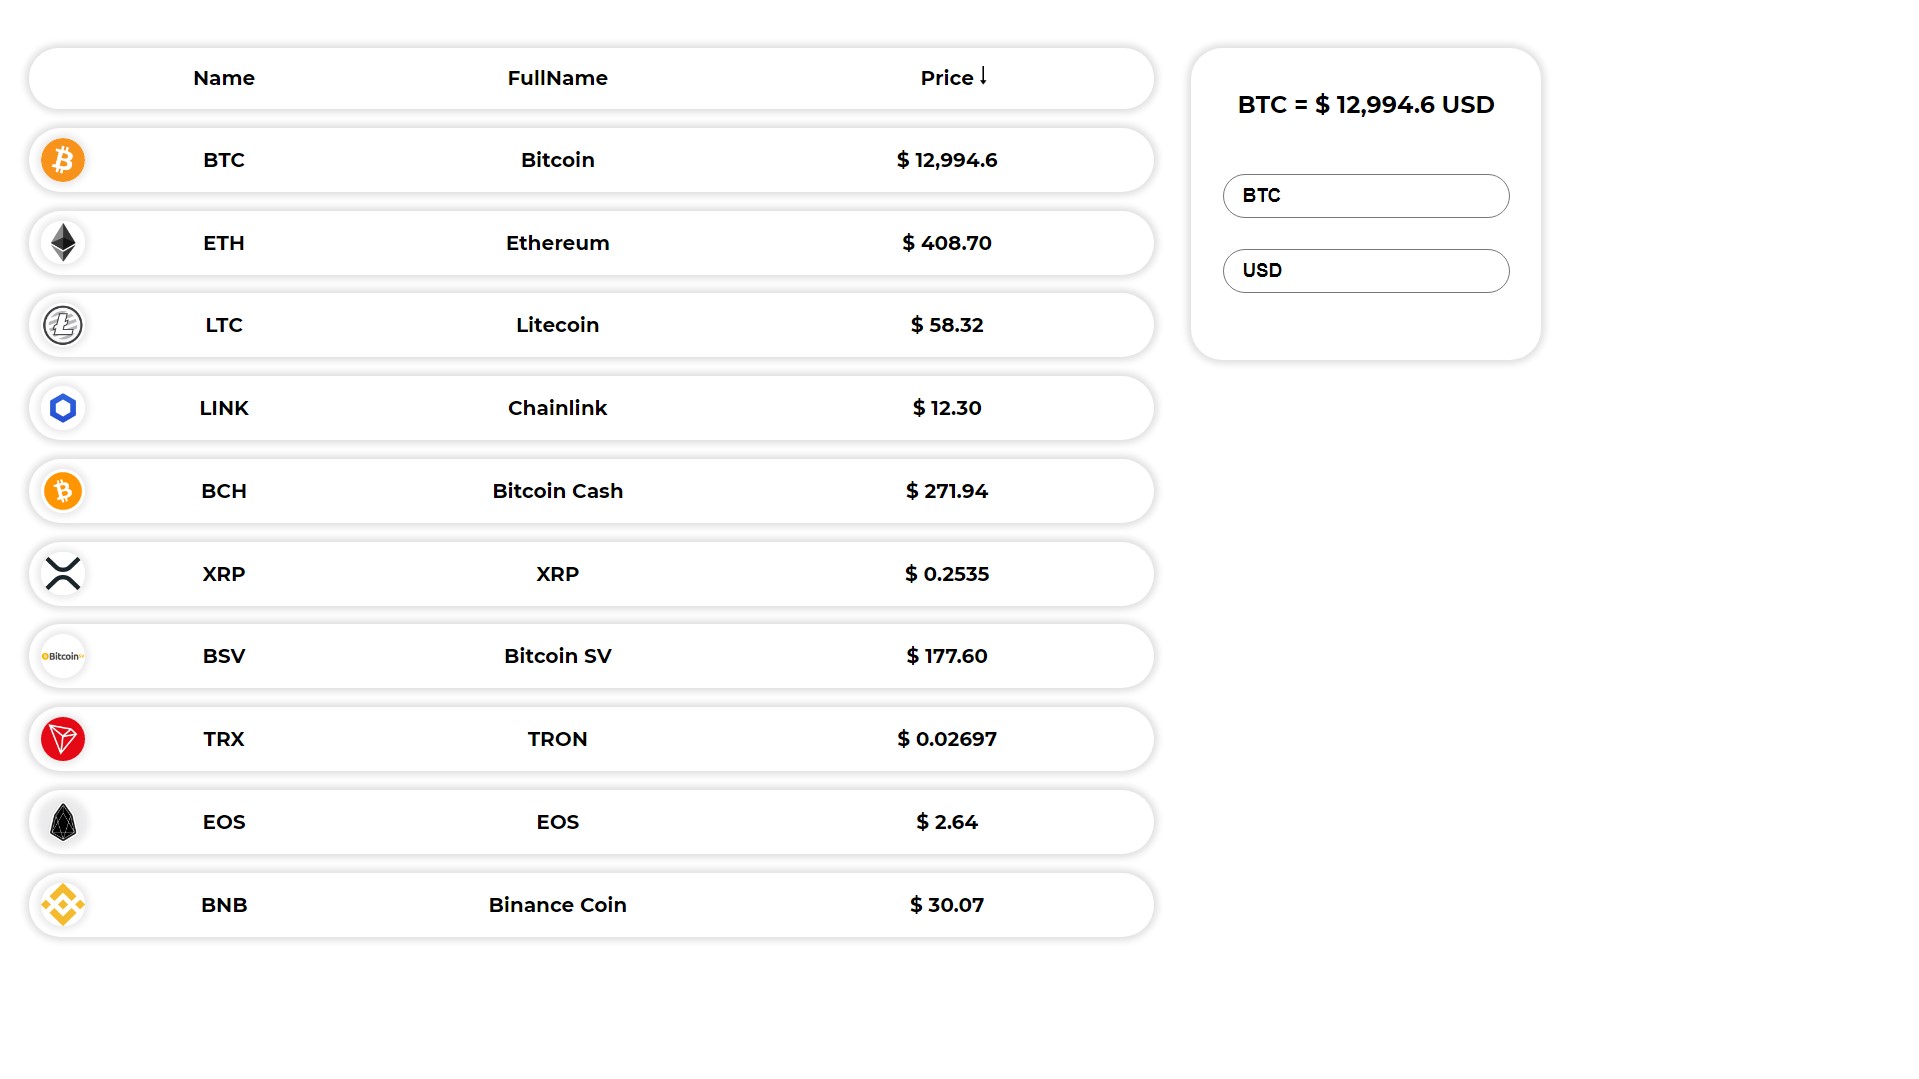 Name FullName Price ↓
BTC Bitcoin $ 12,994.6
ETH Ethereum $ 408.70
LTC Litecoin $ 58.32
LINK Chainlink $ 12.30
BCH Bitcoin Cash $ 271.94
XRP XRP $ 0.2535
Bitcoin
BSV Bitcoin SV $ 177.60
TRX TRON $ 0.02697
EOS EOS $ 2.64
BNB Binance Coin $ 30.07
BTC = $ 12,994.6 USD
BTC
USD